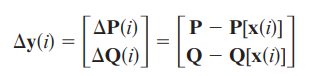 Δy(i) = [ΔP(i)] = [P − P[x(i)]]
[ΔQ(i)] [Q − Q[x(i)].]